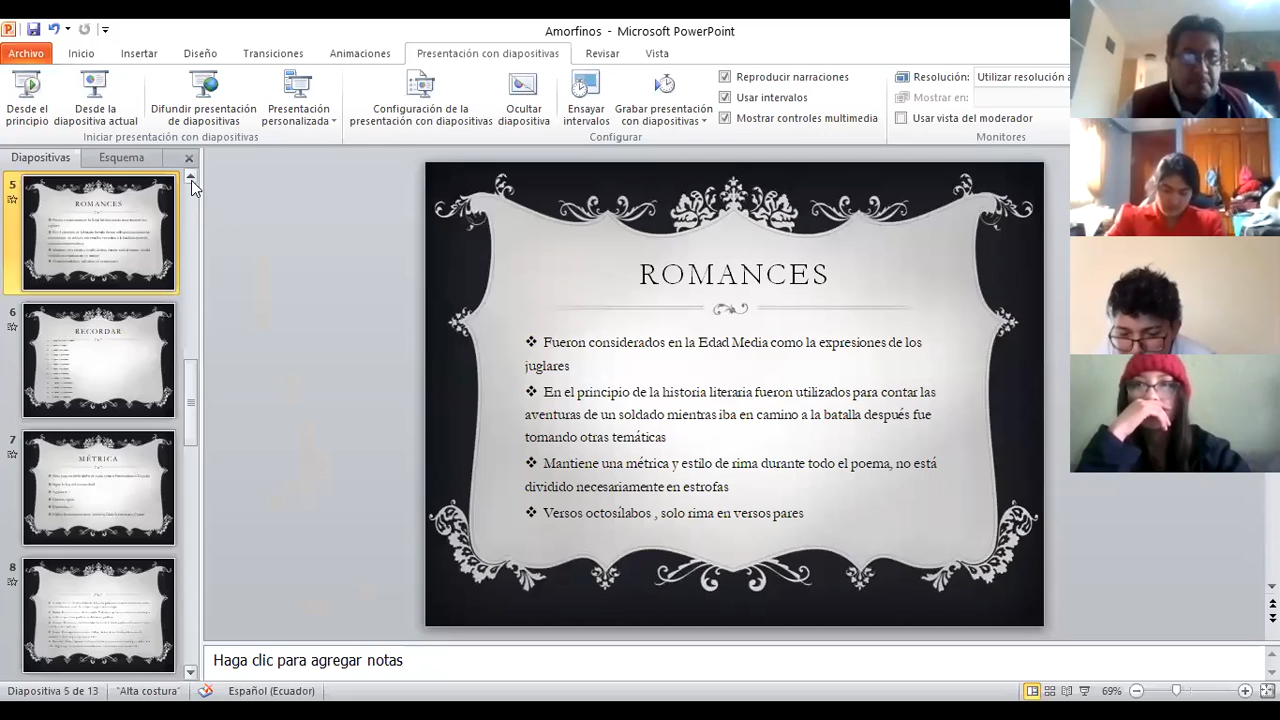 Amorfinos - Microsoft PowerPoint
Archivo Inicio Insertar Diseño Transiciones Animaciones Presentación con diapositivas Revisar Vista
Desde el principio
Desde la diapositiva actual
Difundir presentación de diapositivas
Presentación personalizada
Configuración de la presentación con diapositivas
Ocultar diapositiva
Ensayar intervalos
Grabar presentación con diapositivas
Reproducir narraciones
Usar intervalos
Mostrar controles multimedia
Resolución: Utilizar resolución a
Mostrar en:
Usar vista del moderador
Iniciar presentación con diapositivas Configurar Monitores
Diapositivas Esquema
5
ROMANCES
6
RECORDAR
7
MÉTRICA
8
ROMANCES
❖ Fueron considerados en la Edad Media como la expresiones de los
juglares
❖ En el principio de la historia literaria fueron utilizados para contar las
aventuras de un soldado mientras iba en camino a la batalla después fue
tomando otras temáticas
❖ Mantiene una métrica y estilo de rima durante todo el poema, no está
dividido necesariamente en estrofas
❖ Versos octosílabos , solo rima en versos pares
Haga clic para agregar notas
Diapositiva 5 de 13 "Alta costura" Español (Ecuador) 69%